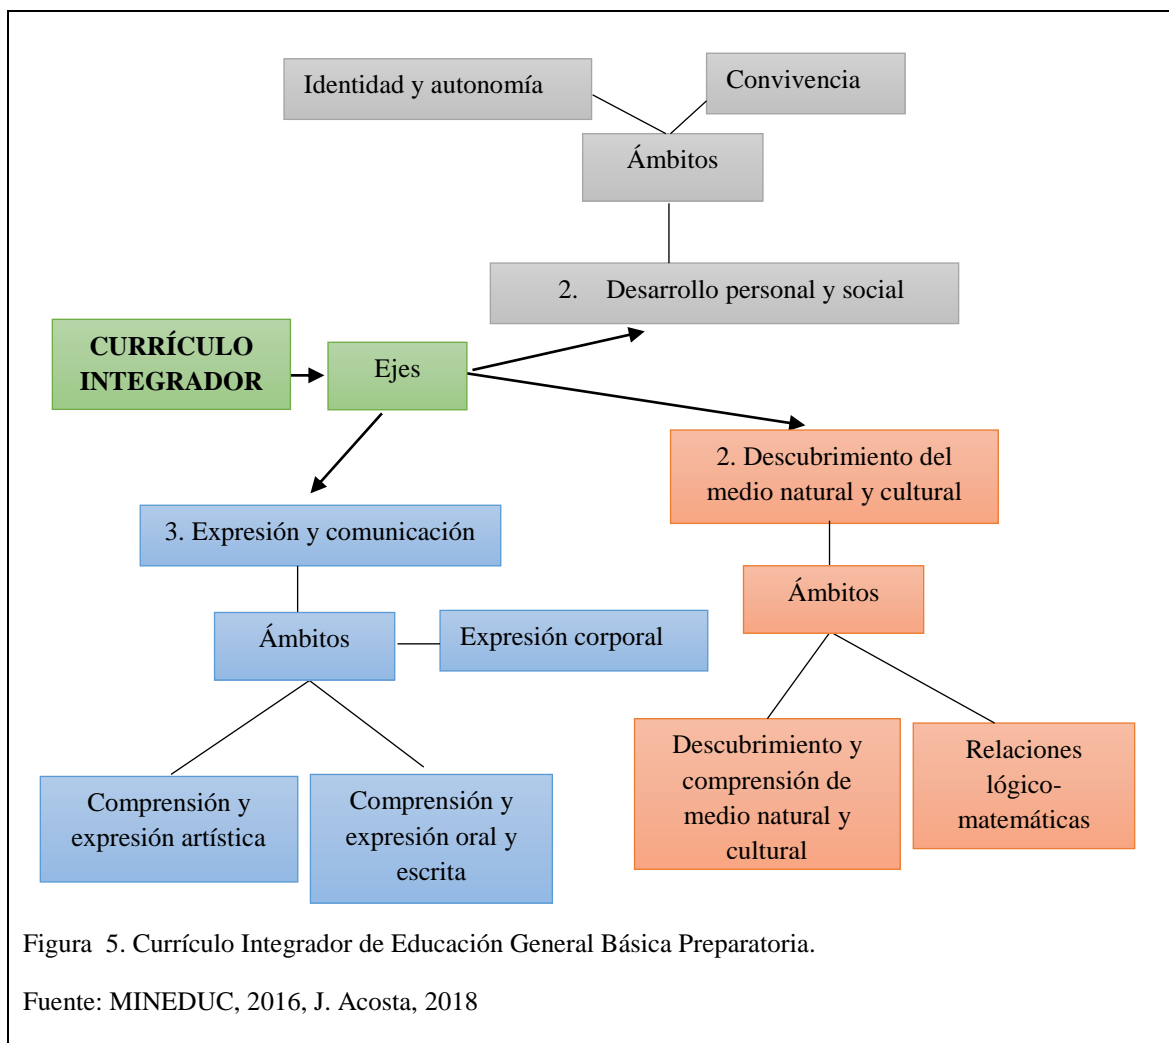 Identidad y autonomía
Convivencia
Ámbitos
2. Desarrollo personal y social
CURRÍCULO
INTEGRADOR
Ejes
2. Descubrimiento del
medio natural y cultural
3. Expresión y comunicación
Ámbitos
Ámbitos
Expresión corporal
Descubrimiento y
comprensión de
medio natural y
cultural
Relaciones
lógico-
matemáticas
Comprensión y
expresión artística
Comprensión y
expresión oral y
escrita
Figura 5. Currículo Integrador de Educación General Básica Preparatoria.
Fuente: MINEDUC, 2016, J. Acosta, 2018